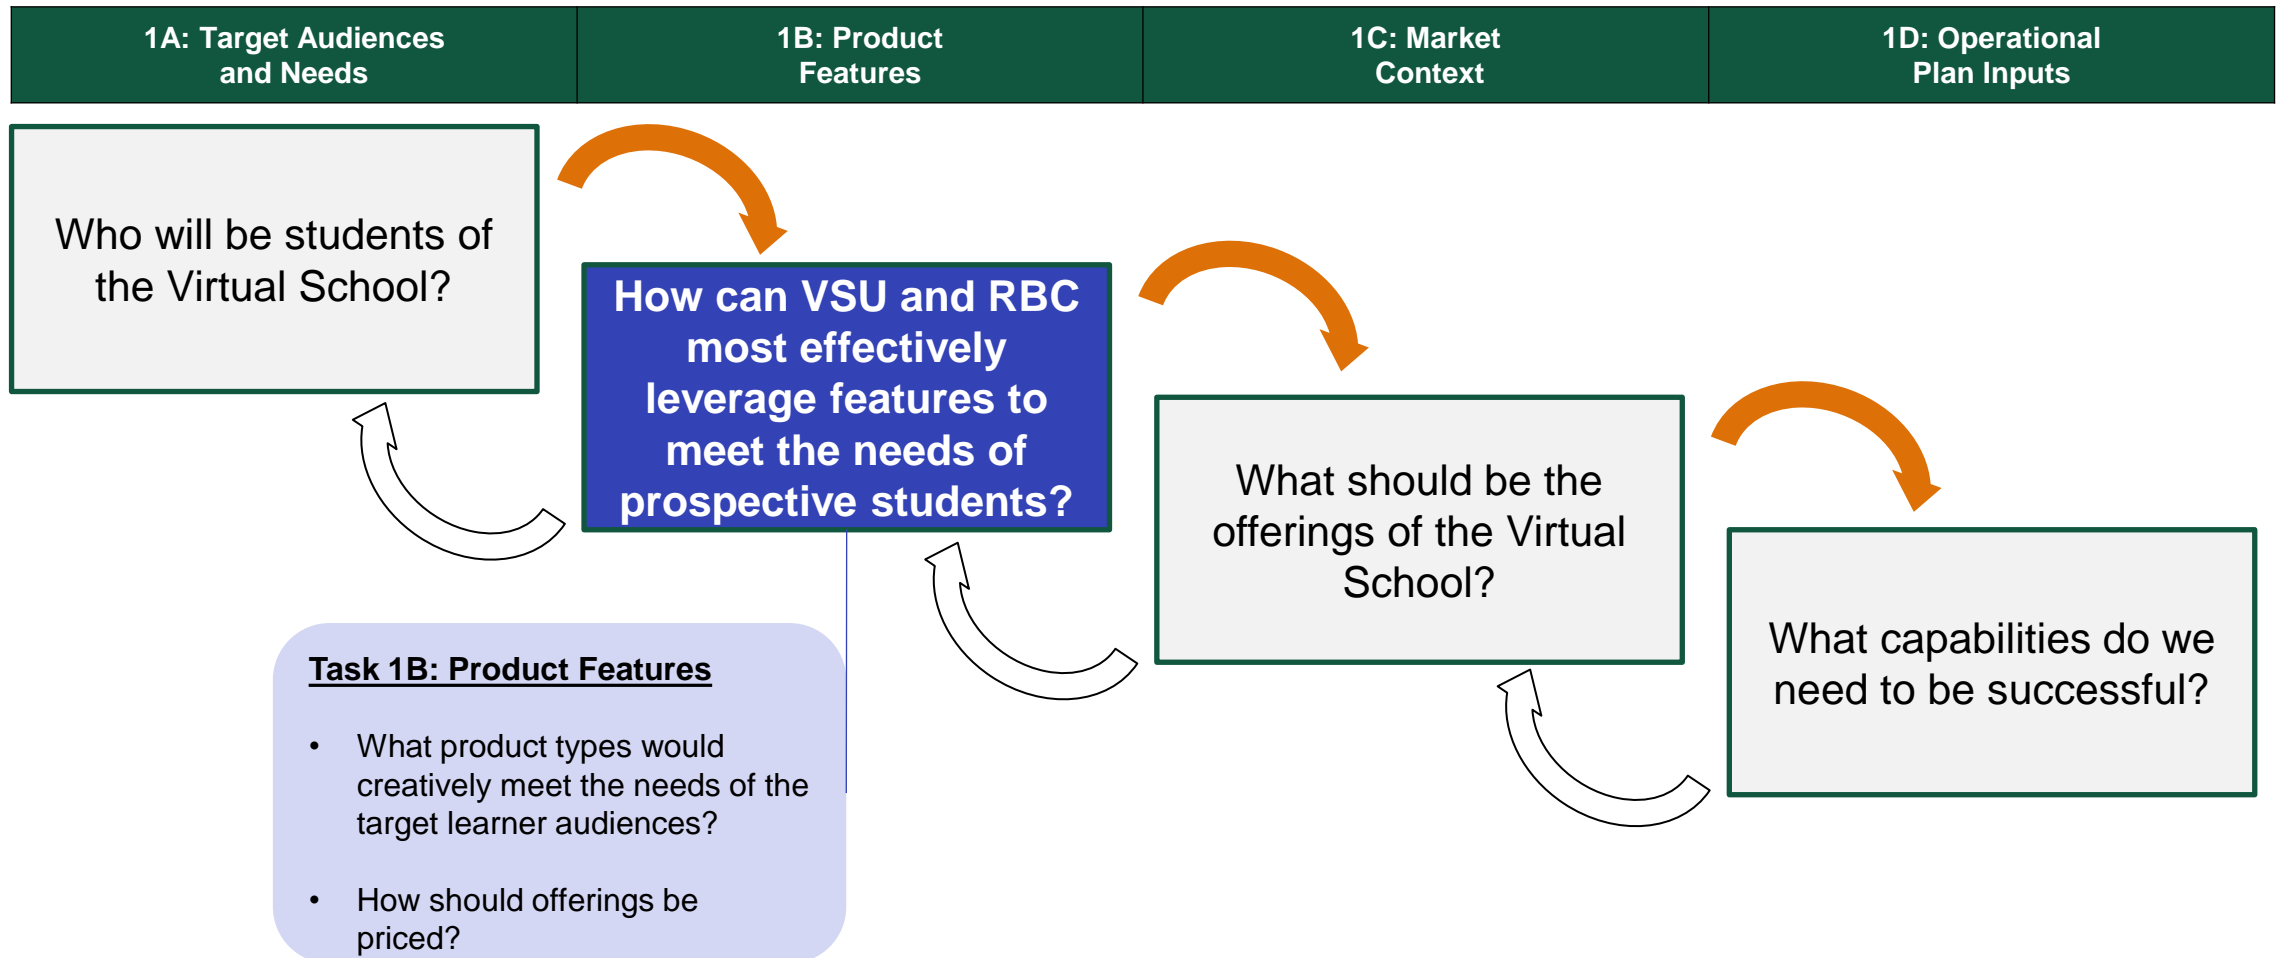 1A: Target Audiences
and Needs
1B: Product
Features
1C: Market
Context
1D: Operational
Plan Inputs
Who will be students of
the Virtual School?
How can VSU and RBC
most effectively
leverage features to
meet the needs of
prospective students?
What should be the
offerings of the Virtual
School?
What capabilities do we
need to be successful?
Task 1B: Product Features
• What product types would
creatively meet the needs of the
target learner audiences?
• How should offerings be
priced?